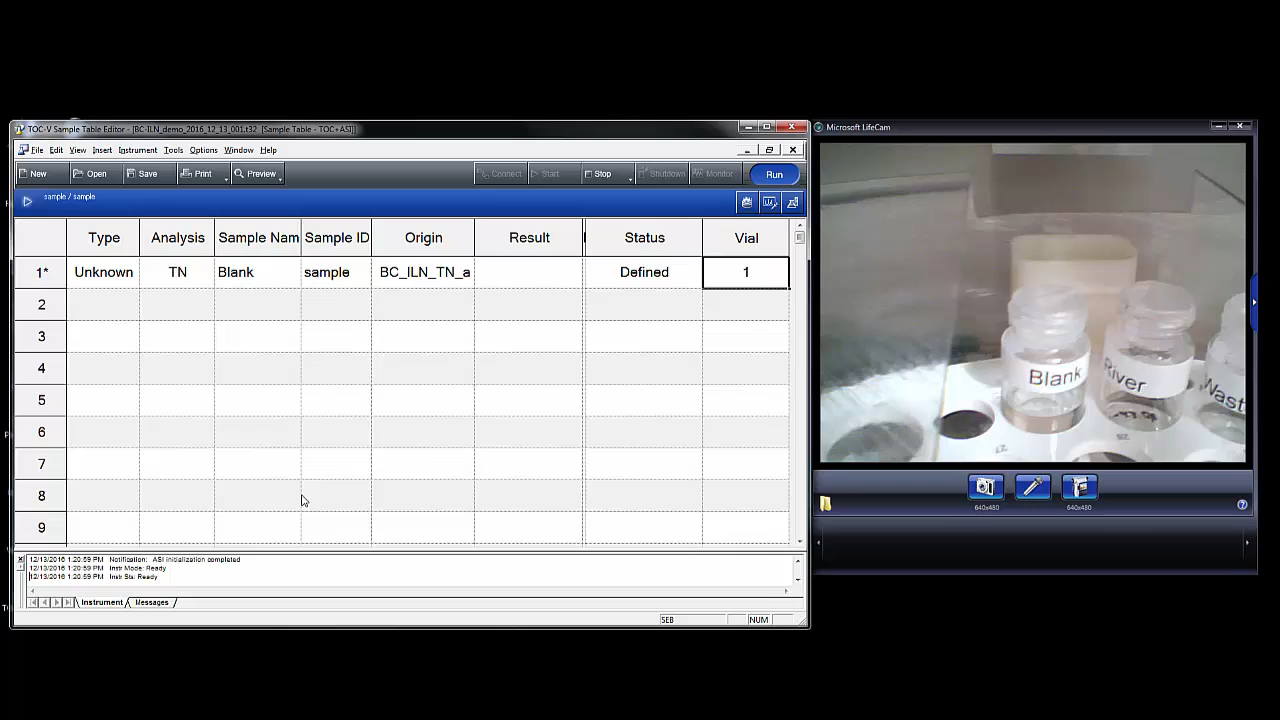 TOC-V Sample Table Editor - [BC-ILN_demo_2016_12_13_001.t32 [Sample Table - TOC+ASI]]
File Edit View Insert Instrument Tools Options Window Help
New Open Save Print Preview Connect Start Stop Shutdown Monitor Run
sample / sample
Type Analysis Sample Nam Sample ID Origin Result Status Vial
1* Unknown TN Blank sample BC_ILN_TN_a Defined 1
2
3
4
5
6
7
8
9
12/13/2016 1:20:59 PM Notification: ASI initialization completed
12/13/2016 1:20:59 PM Instr Mode: Ready
12/13/2016 1:20:59 PM Instr Sts: Ready
Instrument Messages
SEB NUM
Microsoft LifeCam
Blank
River
Waste
640x480 640x480